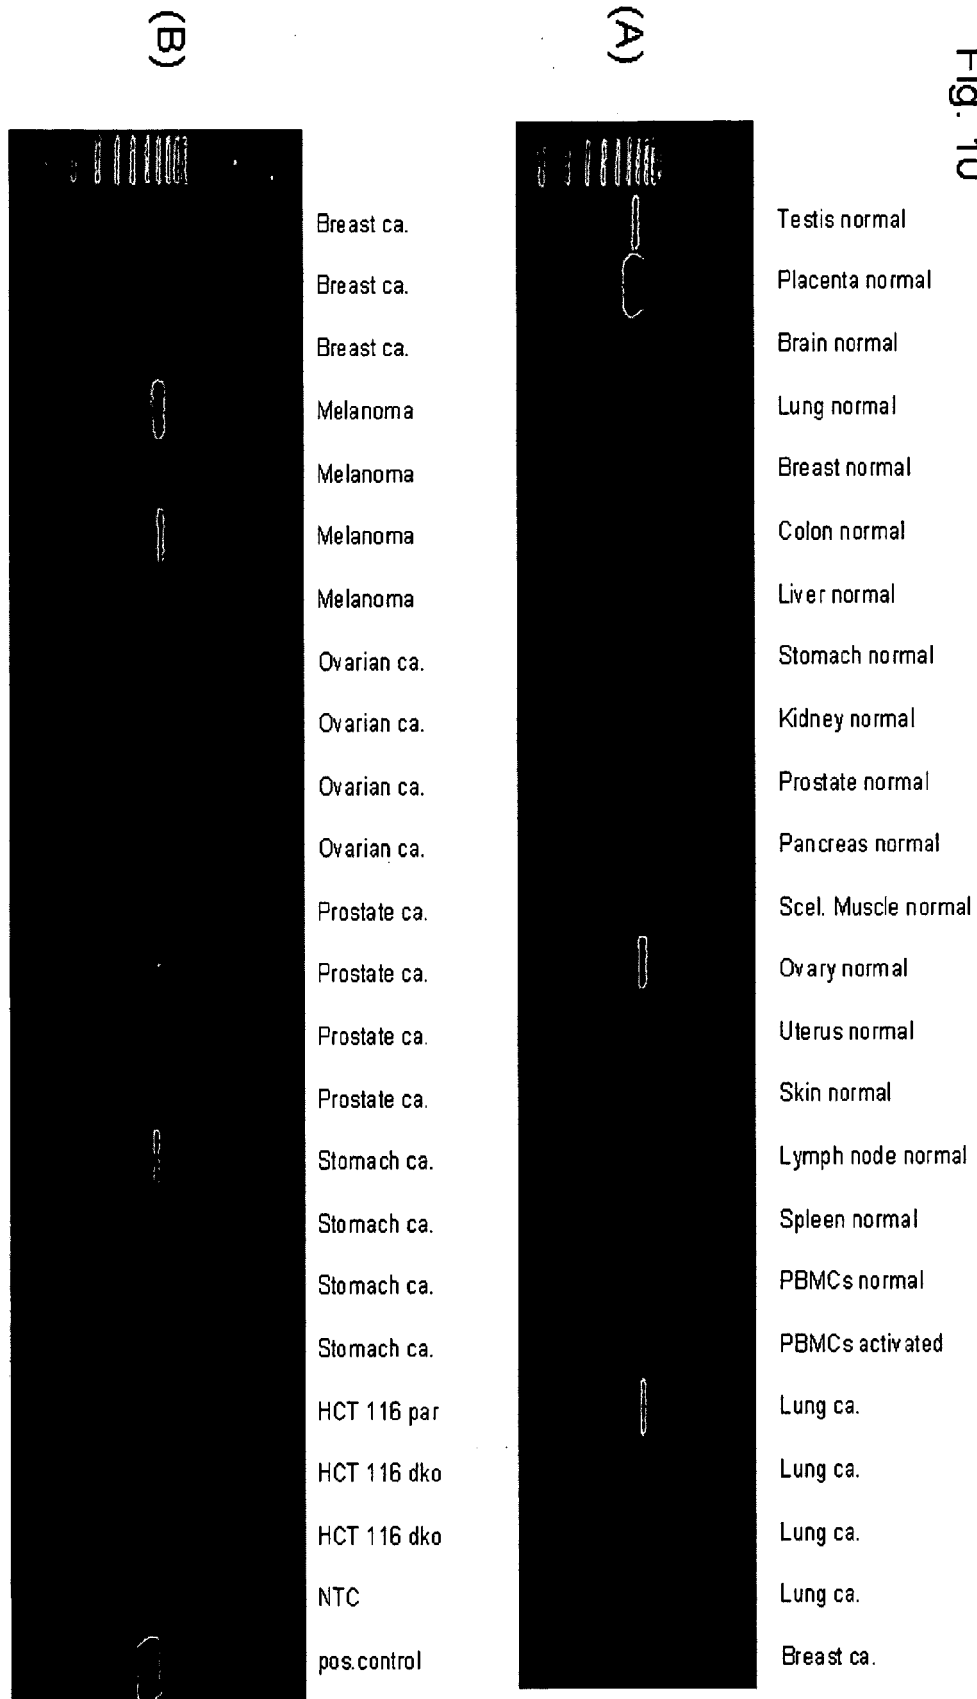 Fig. 10
(A)
Testis normal
Placenta normal
Brain normal
Lung normal
Breast normal
Colon normal
Liver normal
Stomach normal
Kidney normal
Prostate normal
Pancreas normal
Scel. Muscle normal
Ovary normal
Uterus normal
Skin normal
Lymph node normal
Spleen normal
PBMCs normal
PBMCs activated
Lung ca.
Lung ca.
Lung ca.
Lung ca.
Breast ca.
(B)
Breast ca.
Breast ca.
Breast ca.
Melanoma
Melanoma
Melanoma
Melanoma
Ovarian ca.
Ovarian ca.
Ovarian ca.
Ovarian ca.
Prostate ca.
Prostate ca.
Prostate ca.
Prostate ca.
Stomach ca.
Stomach ca.
Stomach ca.
Stomach ca.
HCT 116 par
HCT 116 dko
HCT 116 dko
NTC
pos.control